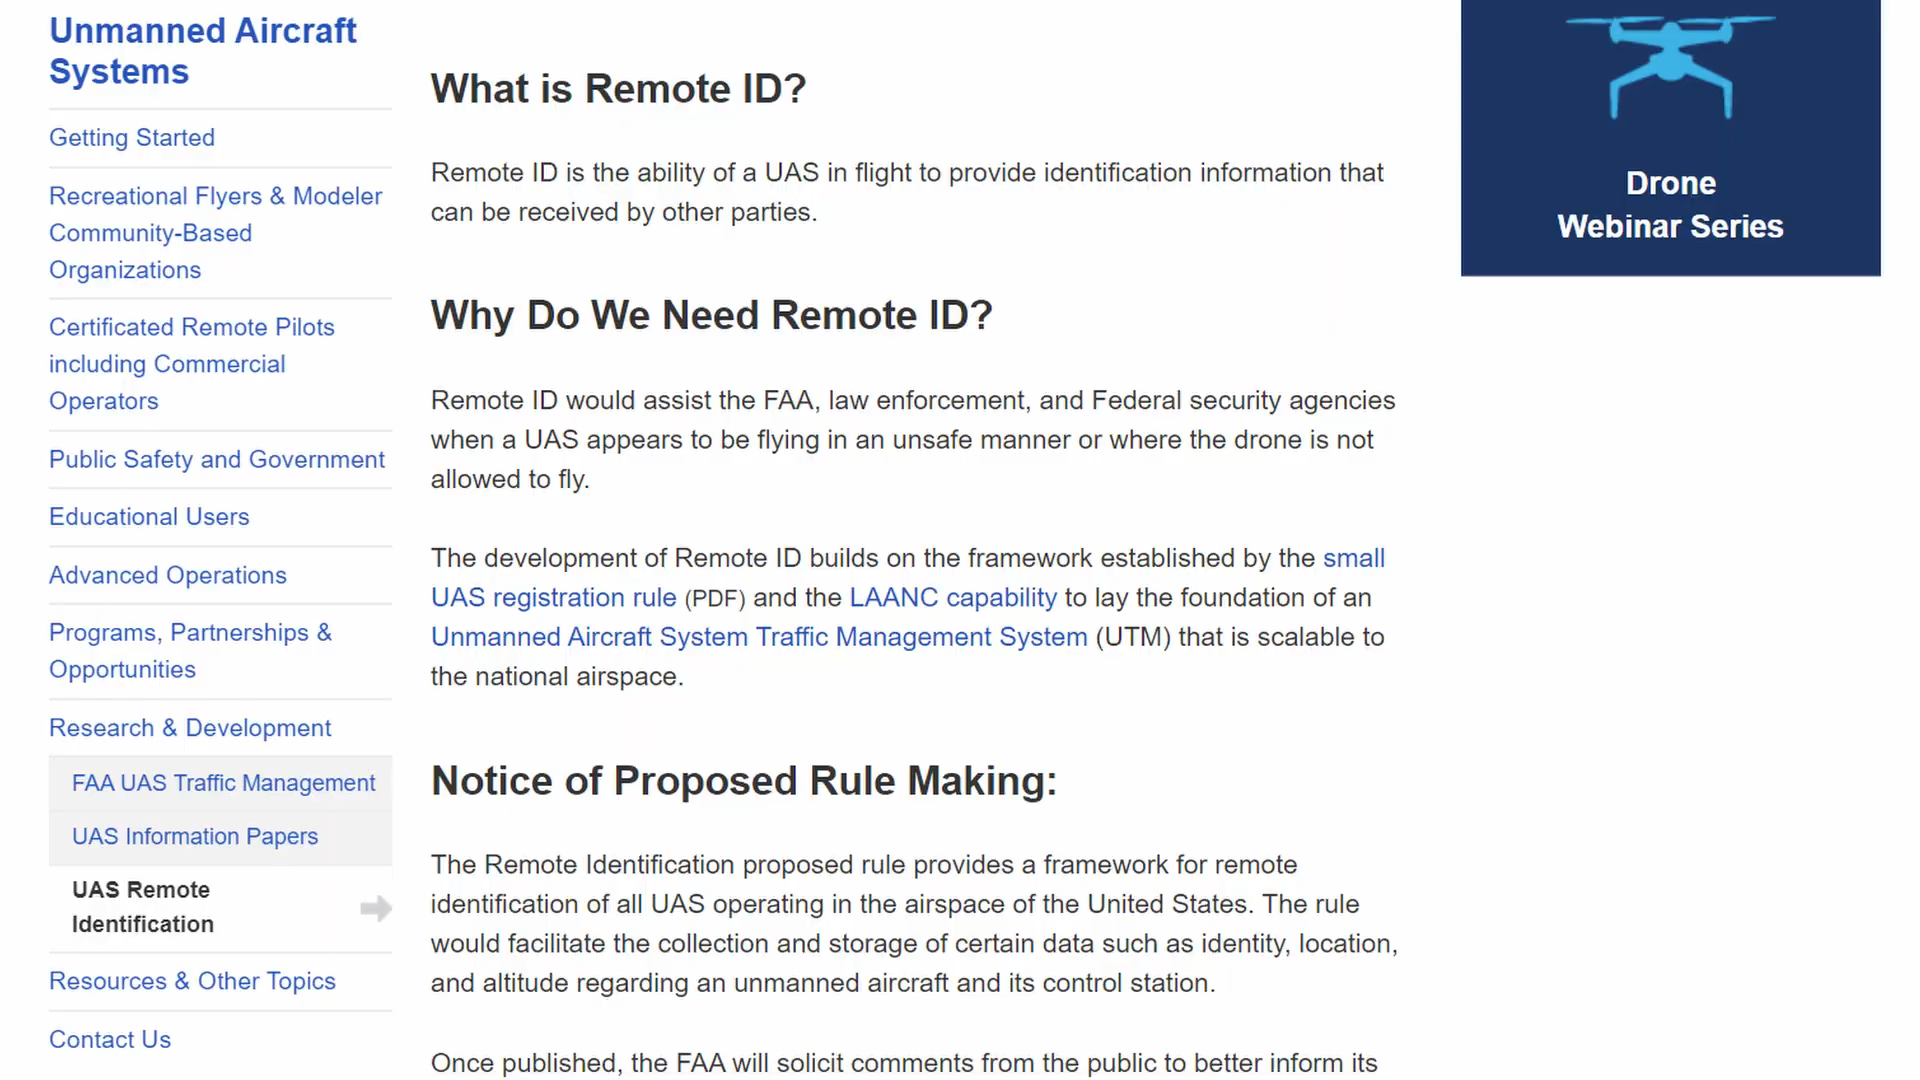 Unmanned Aircraft
Systems
Getting Started
Recreational Flyers & Modeler
Community-Based
Organizations
Certificated Remote Pilots
including Commercial
Operators
Public Safety and Government
Educational Users
Advanced Operations
Programs, Partnerships &
Opportunities
Research & Development
FAA UAS Traffic Management
UAS Information Papers
UAS Remote
Identification
Resources & Other Topics
Contact Us
What is Remote ID?
Remote ID is the ability of a UAS in flight to provide identification information that
can be received by other parties.
Why Do We Need Remote ID?
Remote ID would assist the FAA, law enforcement, and Federal security agencies
when a UAS appears to be flying in an unsafe manner or where the drone is not
allowed to fly.
The development of Remote ID builds on the framework established by the small
UAS registration rule (PDF) and the LAANC capability to lay the foundation of an
Unmanned Aircraft System Traffic Management System (UTM) that is scalable to
the national airspace.
Notice of Proposed Rule Making:
The Remote Identification proposed rule provides a framework for remote
identification of all UAS operating in the airspace of the United States. The rule
would facilitate the collection and storage of certain data such as identity, location,
and altitude regarding an unmanned aircraft and its control station.
Once published, the FAA will solicit comments from the public to better inform its
Drone
Webinar Series